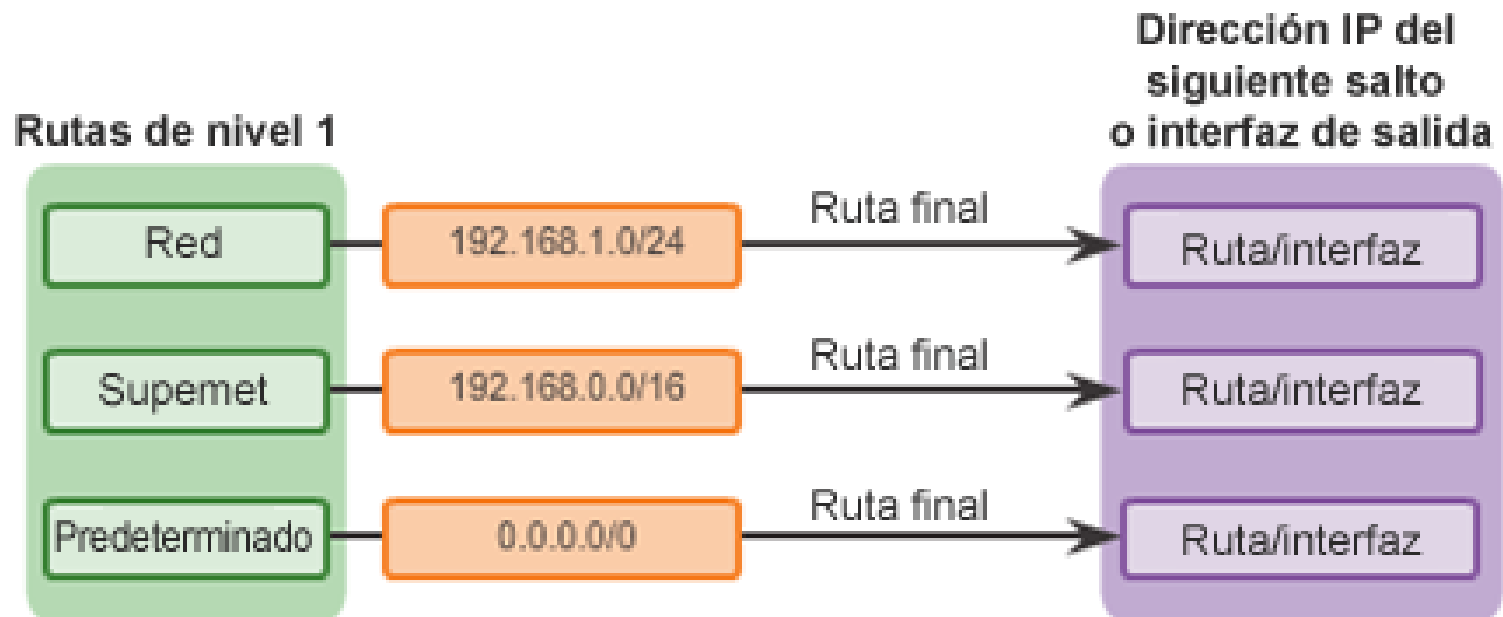 Dirección IP del
siguiente salto
o interfaz de salida
Rutas de nivel 1
Red
192.168.1.0/24
Ruta final
Ruta/interfaz
Supemet
192.168.0.0/16
Ruta final
Ruta/interfaz
Predeterminado
0.0.0.0/0
Ruta final
Ruta/interfaz